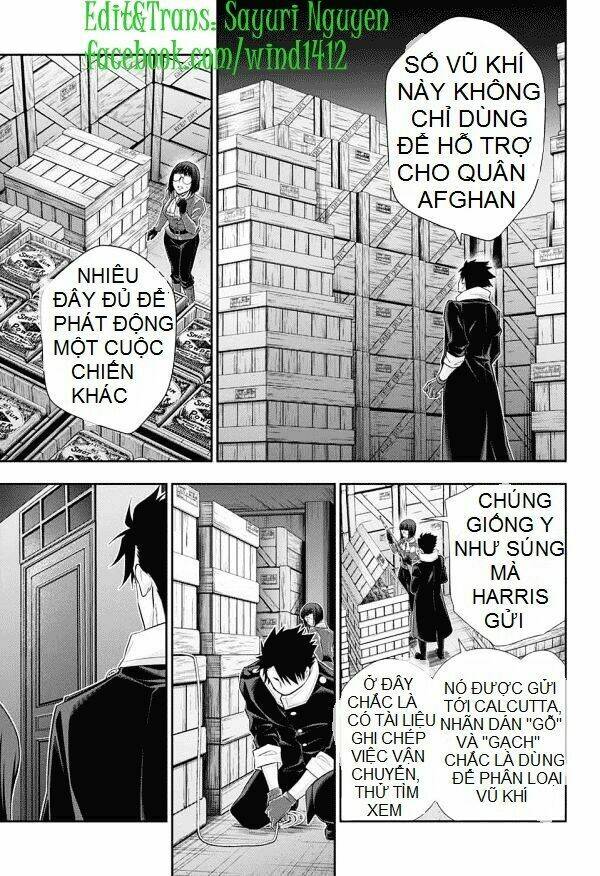 Edit&Trans: Sayuri Nguyen
facebook.com/wind1412
SỐ VŨ KHÍ
NÀY KHÔNG
CHỈ DÙNG
ĐỂ HỖ TRỢ
CHO QUÂN
AFGHAN
NHIÊU
ĐÂY ĐỦ ĐỂ
PHÁT ĐỘNG
MỘT CUỘC
CHIẾN
KHÁC
CHÚNG
GIỐNG Y
NHƯ SÚNG
MÀ
HARRIS
GỬI
NÓ ĐƯỢC GỬI
TỚI CALCUTTA,
NHÃN DÁN "GỖ"
VÀ "GẠCH"
CHẮC LÀ DÙNG
ĐỂ PHÂN LOẠI
VŨ KHÍ
Ở ĐÂY
CHẮC LÀ
CÓ TÀI LIỆU
GHI CHÉP
VIỆC VẬN
CHUYỂN,
THỬ TÌM
XEM